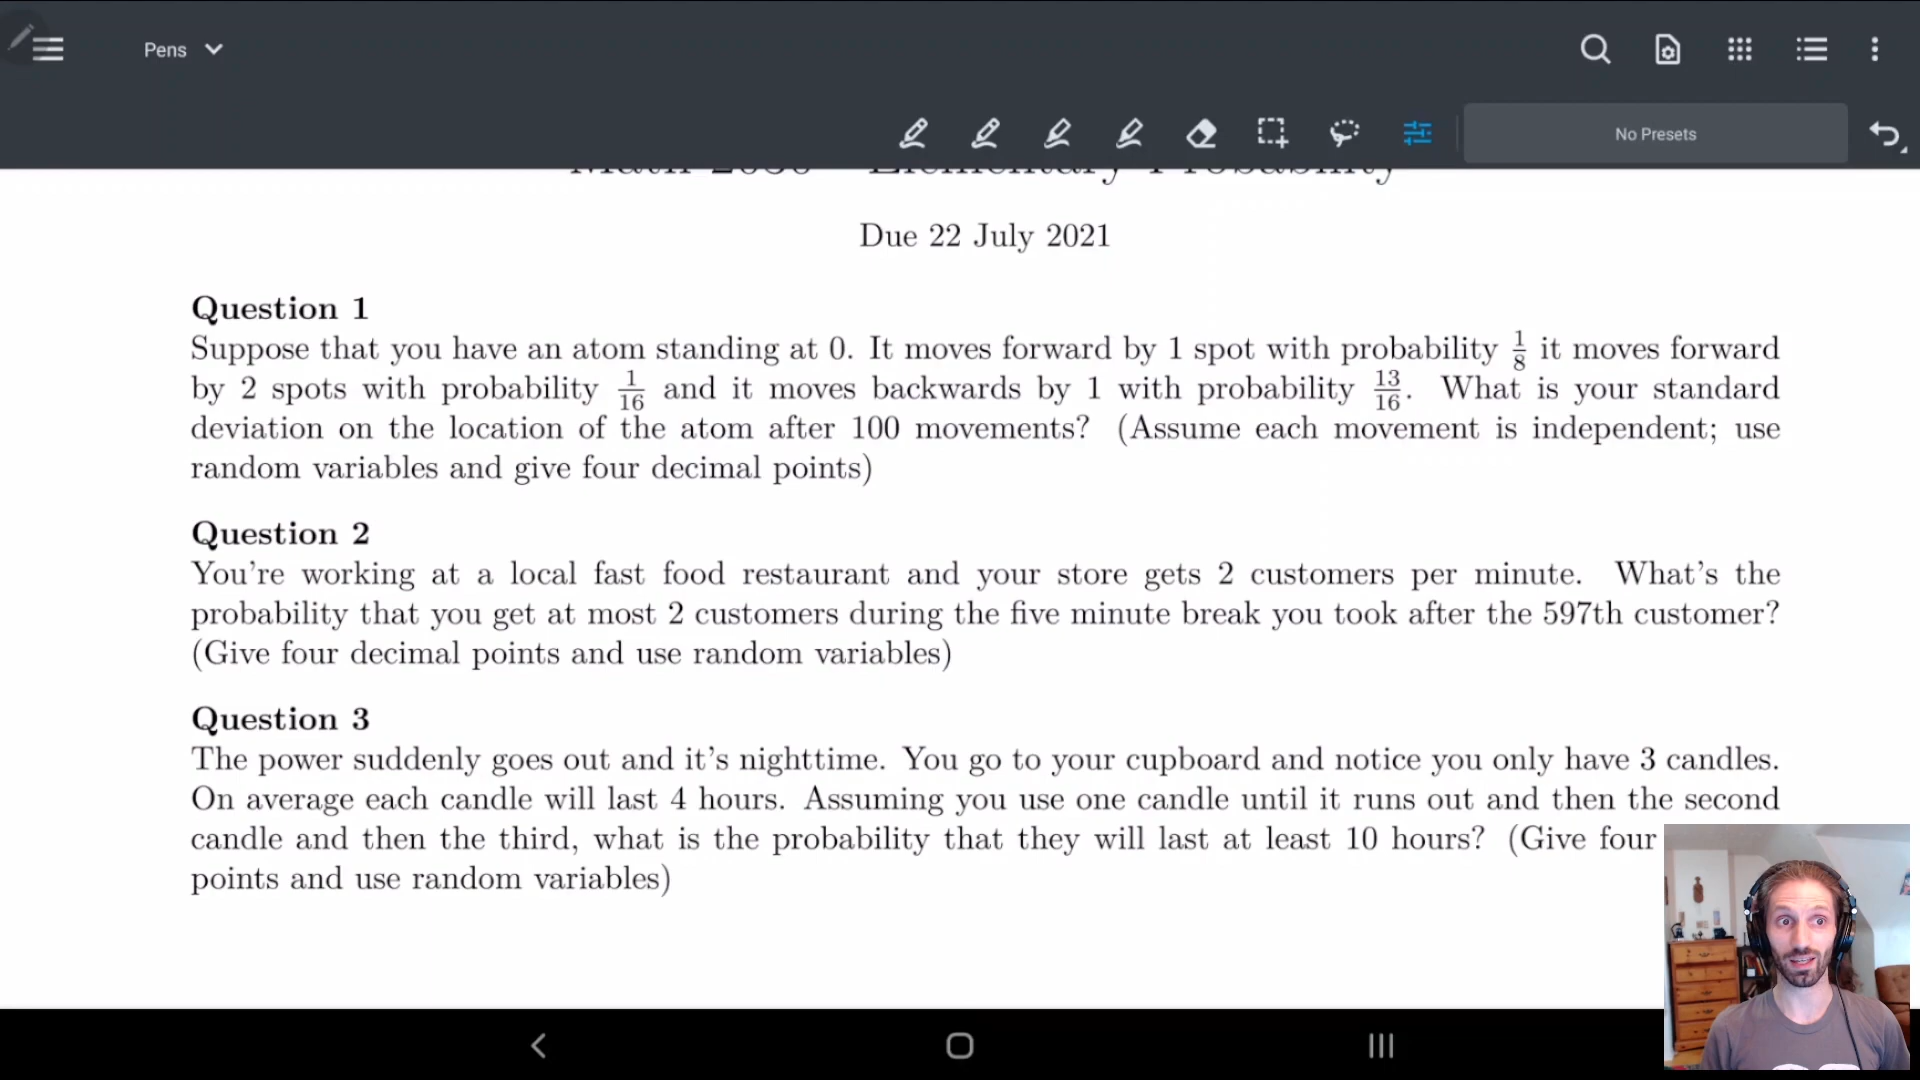 Pens
No Presets
Math 2030 - Elementary Probability
Due 22 July 2021
Question 1
Suppose that you have an atom standing at 0. It moves forward by 1 spot with probability 1/8 it moves forward
by 2 spots with probability 1/16 and it moves backwards by 1 with probability 13/16. What is your standard
deviation on the location of the atom after 100 movements? (Assume each movement is independent; use
random variables and give four decimal points)
Question 2
You're working at a local fast food restaurant and your store gets 2 customers per minute. What's the
probability that you get at most 2 customers during the five minute break you took after the 597th customer?
(Give four decimal points and use random variables)
Question 3
The power suddenly goes out and it's nighttime. You go to your cupboard and notice you only have 3 candles.
On average each candle will last 4 hours. Assuming you use one candle until it runs out and then the second
candle and then the third, what is the probability that they will last at least 10 hours? (Give four
points and use random variables)